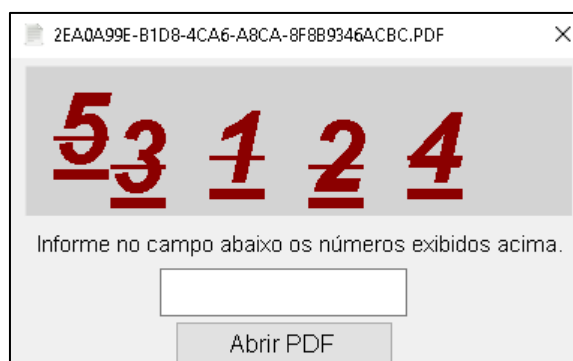 2EA0A99E-B1D8-4CA6-A8CA-8F8B9346ACBC.PDF
5 3 1 2 4
Informe no campo abaixo os números exibidos acima.
Abrir PDF